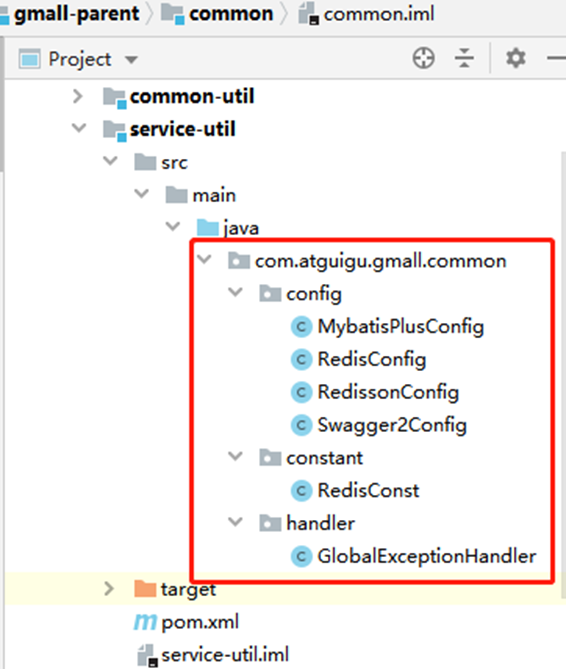 gmall-parent common common.iml
Project
common-util
service-util
src
main
java
com.atguigu.gmall.common
config
C MybatisPlusConfig
C RedisConfig
C RedissonConfig
C Swagger2Config
constant
C RedisConst
handler
C GlobalExceptionHandler
target
m pom.xml
service-util.iml